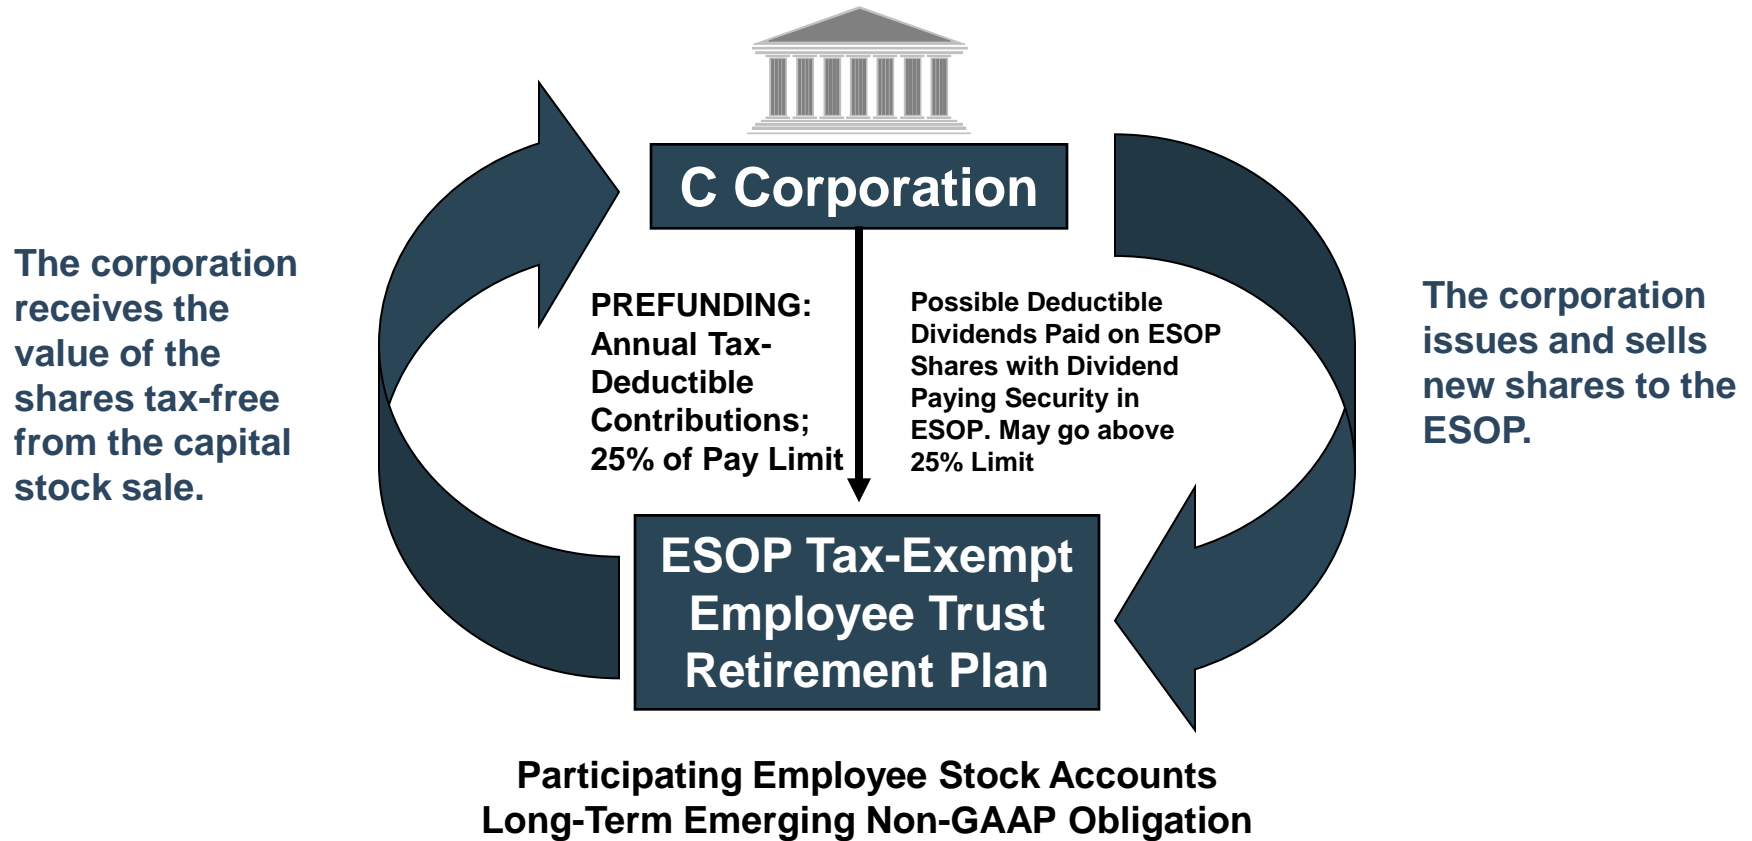 C Corporation
The corporation
receives the
value of the
shares tax-free
from the capital
stock sale.
PREFUNDING:
Annual Tax-
Deductible
Contributions;
25% of Pay Limit
Possible Deductible
Dividends Paid on ESOP
Shares with Dividend
Paying Security in
ESOP. May go above
25% Limit
The corporation
issues and sells
new shares to the
ESOP.
ESOP Tax-Exempt
Employee Trust
Retirement Plan
Participating Employee Stock Accounts
Long-Term Emerging Non-GAAP Obligation